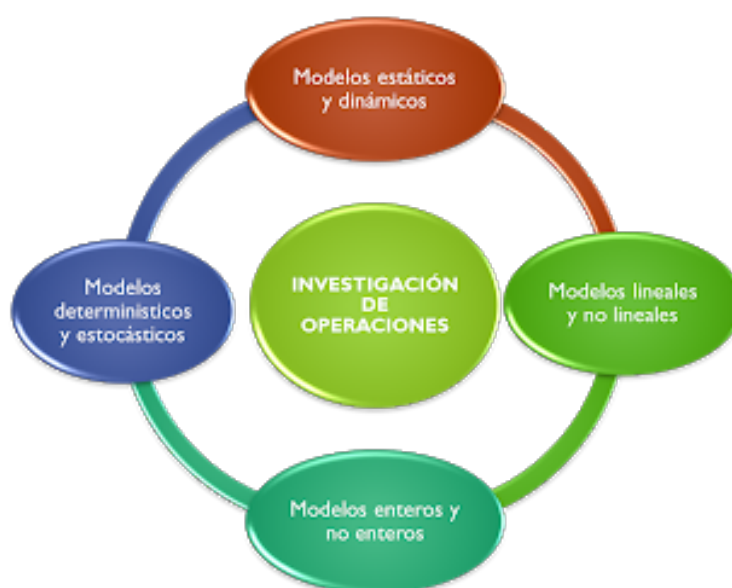 Modelos estáticos
y dinámicos
Modelos
determinísticos
y estocásticos
INVESTIGACIÓN
DE
OPERACIONES
Modelos lineales
y no lineales
Modelos enteros y
no enteros